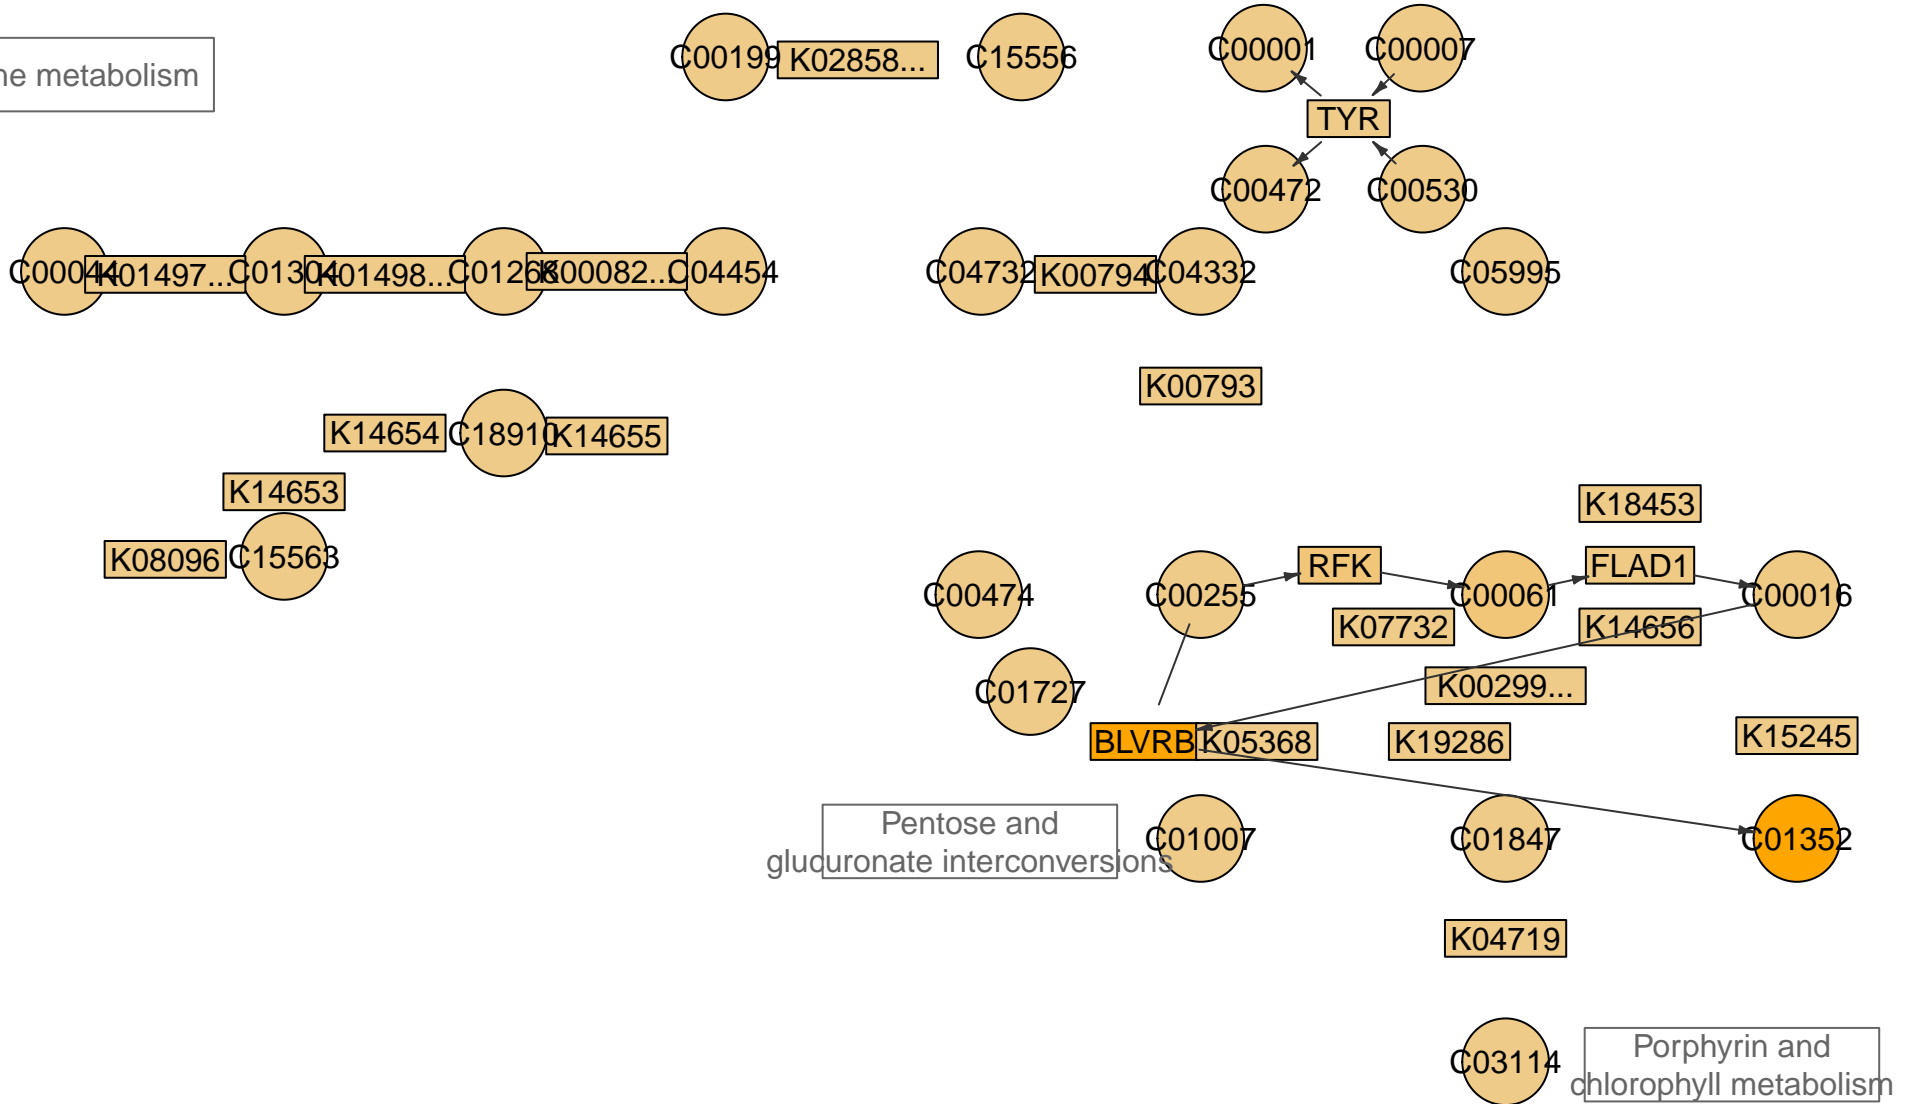 ne metabolism
C00199
K02858...
C15556
C00001
C00007
TYR
C00472
C00530
C00044
K01497...
C01304
K01498...
C01268
K00082...
C04454
C04732
K00794
C04332
C05995
K00793
K14654
C18910
K14655
K14653
K08096
C15563
K18453
C00474
C00255
RFK
C00061
FLAD1
C00016
K07732
K14656
C01727
K00299...
BLVRB
K05368
K19286
K15245
Pentose and
glucuronate interconversions
C01007
C01847
C01352
K04719
C03114
Porphyrin and
chlorophyll metabolism